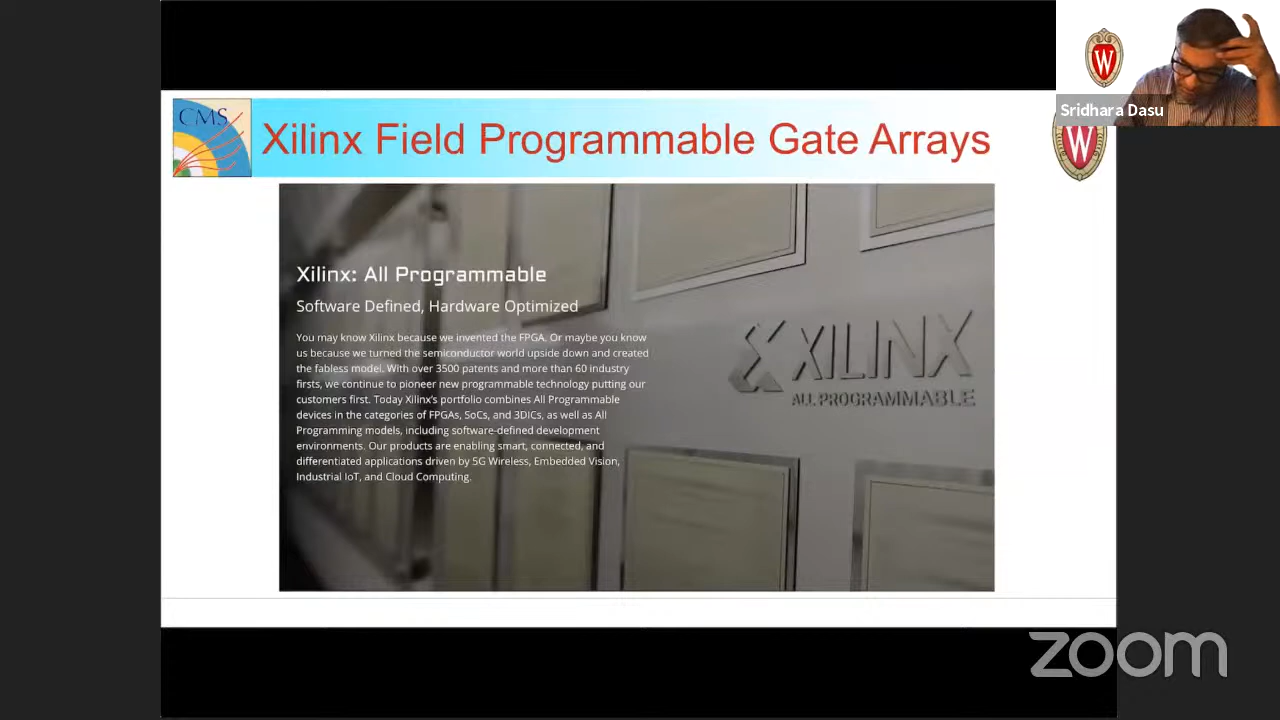 W
Sridhara Dasu
CMS
Xilinx Field Programmable Gate Arrays
W
Xilinx: All Programmable
Software Defined, Hardware Optimized
You may know Xilinx because we invented the FPGA. Or maybe you know
us because we turned the semiconductor world upside down and created
the fabless model. With over 3500 patents and more than 60 industry
firsts, we continue to pioneer new programmable technology putting our
customers first. Today Xilinx's portfolio combines All Programmable
devices in the categories of FPGAs, SoCs, and 3DICs, as well as All
Programming models, including software-defined development
environments. Our products are enabling smart, connected, and
differentiated applications driven by 5G Wireless, Embedded Vision,
Industrial IoT, and Cloud Computing.
XILINX
ALL PROGRAMMABLE
zoom